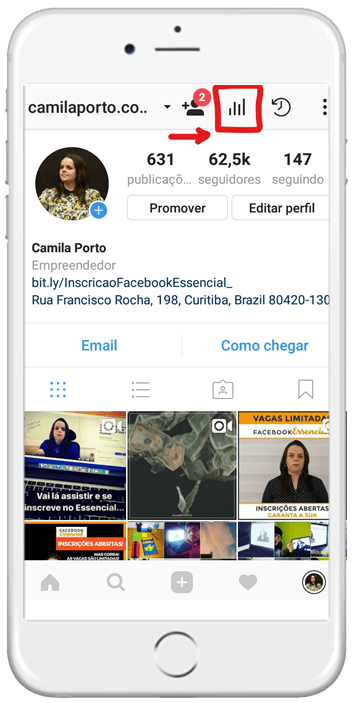 camilaporto.co..
2
631 62,5k 147
publicaçõ... seguidores seguindo
Promover Editar perfil
Camila Porto
Empreendedor
bit.ly/InscricaoFacebookEssencial_
Rua Francisco Rocha, 198, Curitiba, Brazil 80420-130
Email Como chegar
Vai lá assistir e se
inscreve no Essencial...
VAGAS LIMITADAS
FACEBOOK Essencial
INSCRIÇÕES ABERTAS!
GARANTA A SUA
FACEBOOK
Essencial
INSCRIÇÕES ABERTAS!
MAS CORRA!
AS VAGAS SÃO LIMITADAS!